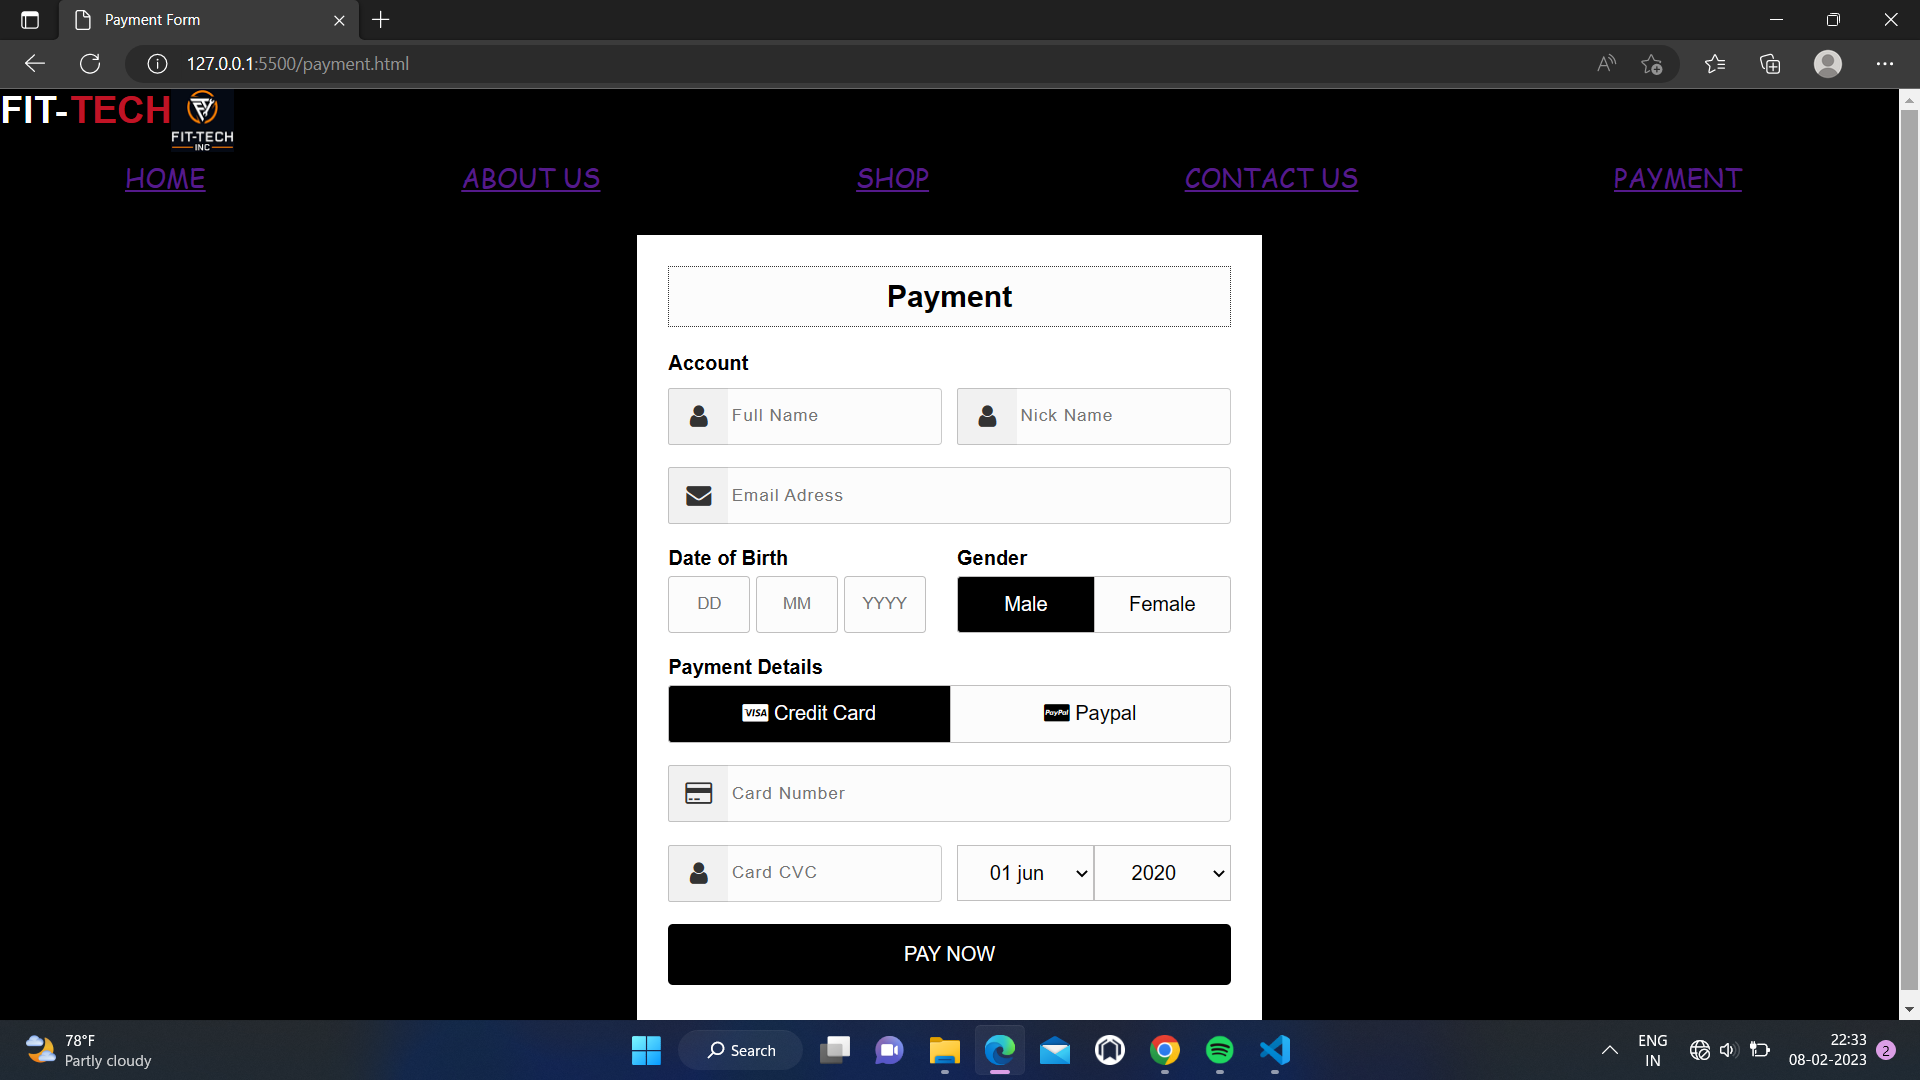 Payment Form
127.0.0.1:5500/payment.html
FIT-TECH
FIT-TECH
INC
HOME ABOUT US SHOP CONTACT US PAYMENT
Payment
Account
Full Name Nick Name
Email Adress
Date of Birth Gender
DD MM YYYY Male Female
Payment Details
VISA Credit Card PayPal Paypal
Card Number
Card CVC 01 jun 2020
PAY NOW
78°F
Partly cloudy
Search
ENG
IN
22:33
08-02-2023
2